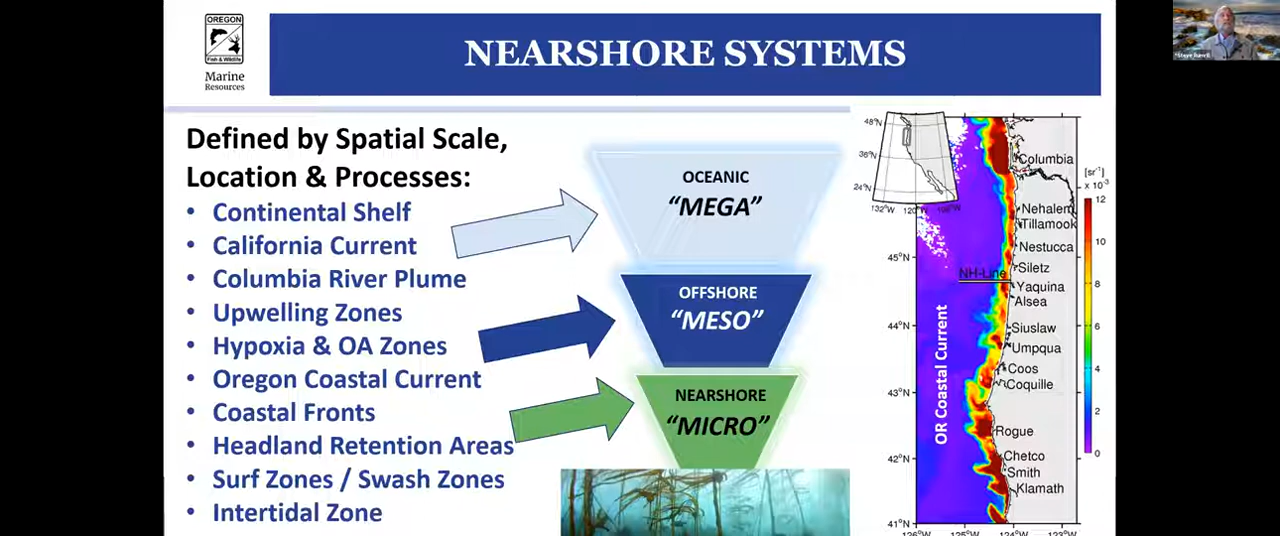 OREGON
Fish & Wildlife
Marine
Resources
NEARSHORE SYSTEMS
Defined by Spatial Scale,
Location & Processes:
• Continental Shelf
• California Current
• Columbia River Plume
• Upwelling Zones
• Hypoxia & OA Zones
• Oregon Coastal Current
• Coastal Fronts
• Headland Retention Areas
• Surf Zones / Swash Zones
• Intertidal Zone
OCEANIC
“MEGA”
OFFSHORE
“MESO”
NEARSHORE
“MICRO”
48°N
36°N
24°N
132°W 120°W
Columbia
Nehalem
Tillamook
Nestucca
Siletz
NH-Line
Yaquina
Alsea
Siuslaw
Umpqua
Coos
Coquille
Rogue
Chetco
Smith
Klamath
OR Coastal Current
45°N
44°N
43°N
42°N
41°N
126°W 125°W 124°W 123°W
[sr⁻¹]
x 10⁻³
12
10
8
6
4
2
0